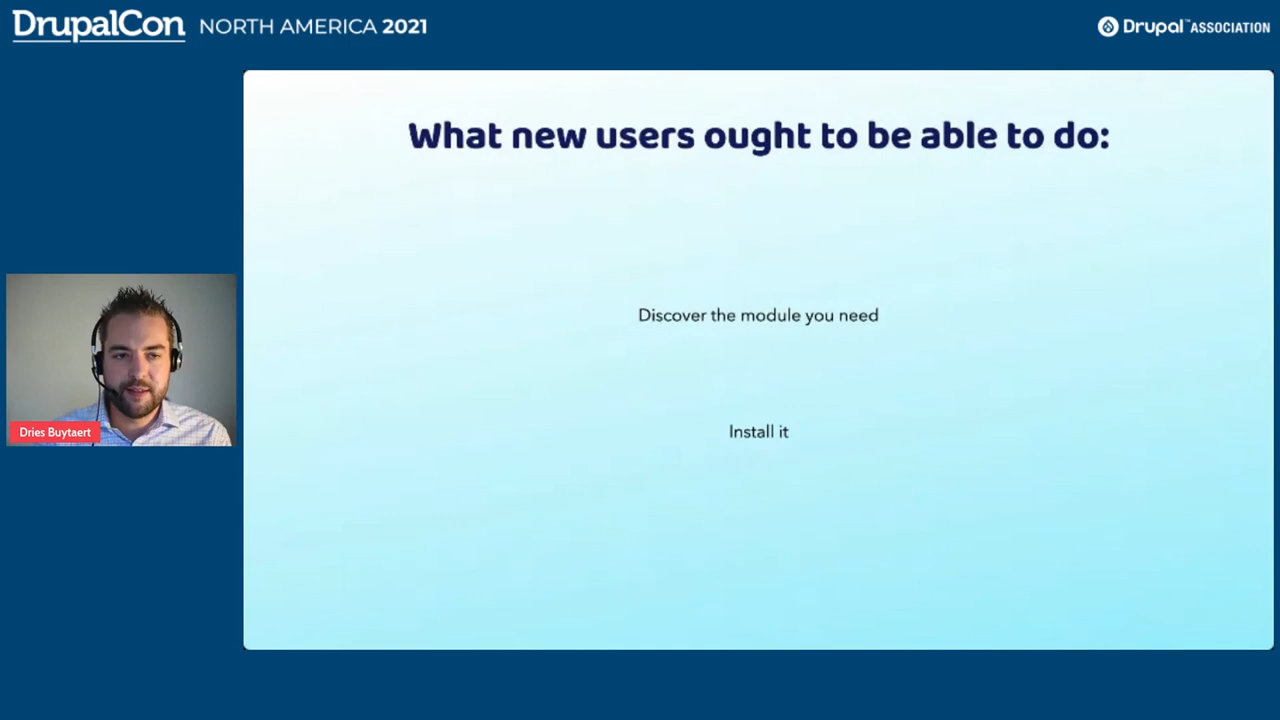 DrupalCon NORTH AMERICA 2021
Drupal™ ASSOCIATION
What new users ought to be able to do:
Discover the module you need
Install it
Dries Buytaert